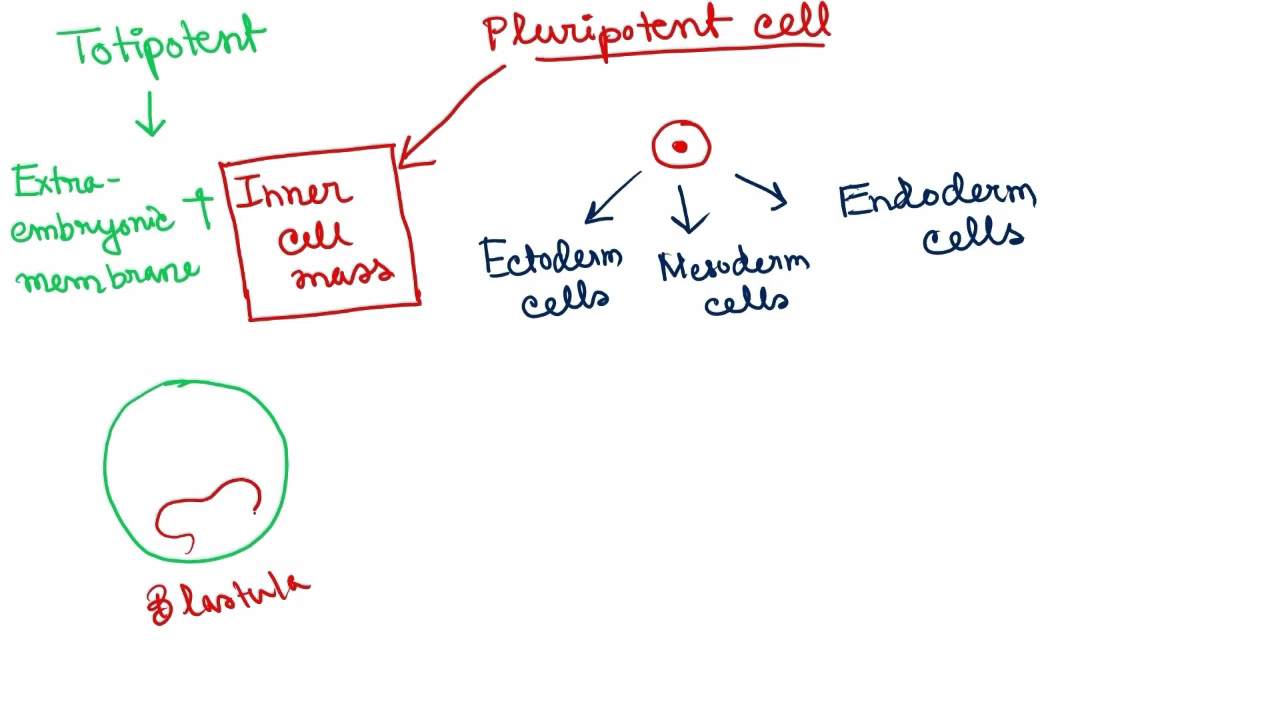 Totipotent
Pluripotent cell
Extra-
embryonic +
membrane
Inner
cell
mass
Ectoderm
cells
Mesoderm
cells
Endoderm
cells
Blastula